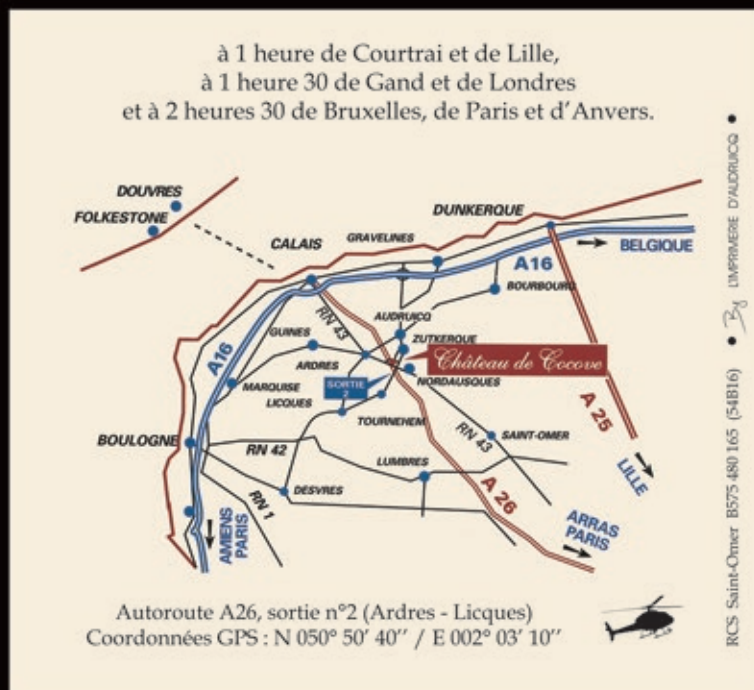 à 1 heure de Courtrai et de Lille,
à 1 heure 30 de Gand et de Londres
et à 2 heures 30 de Bruxelles, de Paris et d'Anvers.
DOUVRES
FOLKESTONE
DUNKERQUE
CALAIS
GRAVELINES
BELGIQUE
A16
BOURBOURG
AUDRUICQ
RN 43
GUINES
ZUTKERQUE
Château de Cocove
A16
ARDRES
NORDAUSQUES
MARQUISE
SORTIE
2
LICQUES
TOURNEHEM
A 25
BOULOGNE
RN 42
RN 43
SAINT-OMER
LUMBRES
LILLE
DESVRES
RN 1
A 26
AMIENS
PARIS
ARRAS
PARIS
Autoroute A26, sortie n°2 (Ardres - Licques)
Coordonnées GPS : N 050° 50' 40'' / E 002° 03' 10''
RCS Saint-Omer B575 480 165 (54B16) • By L'IMPRIMERIE D'AUDRUICQ •